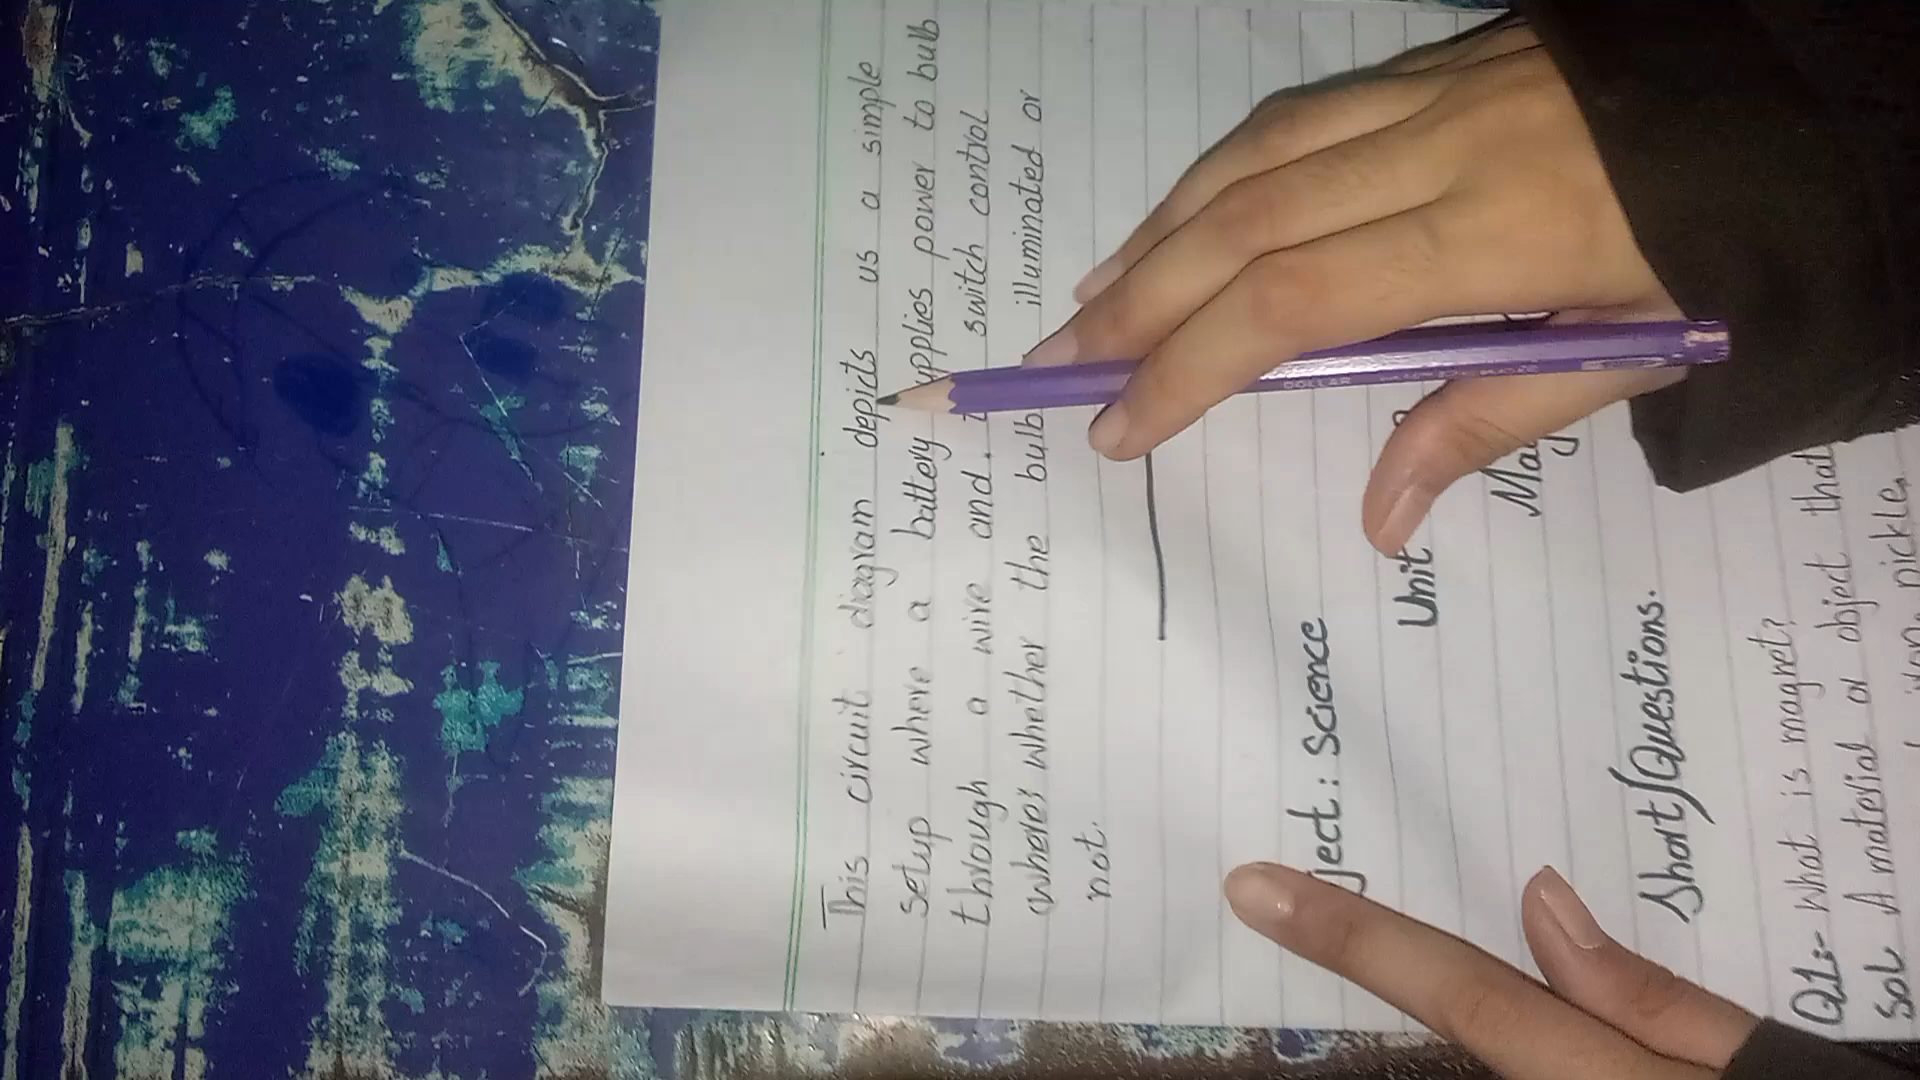 This circuit diagram depicts us a simple
setup where a battery upplies power to bulb
through a wire and. switch control
wheres whether the bulb illuminated or
not.
ject: Science
Unit
Short Questions.
Q1:- What is magnet?
Sol A material or object that
pickle.
DOLLAR